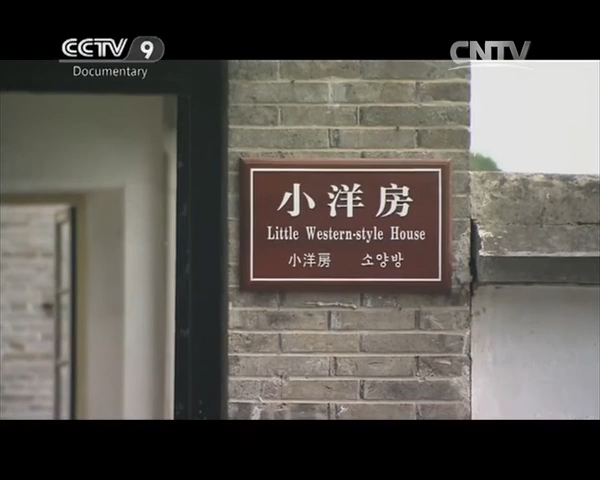 CCTV 9
Documentary
CNTV
小洋房
Little Western-style House
小洋房 소양방